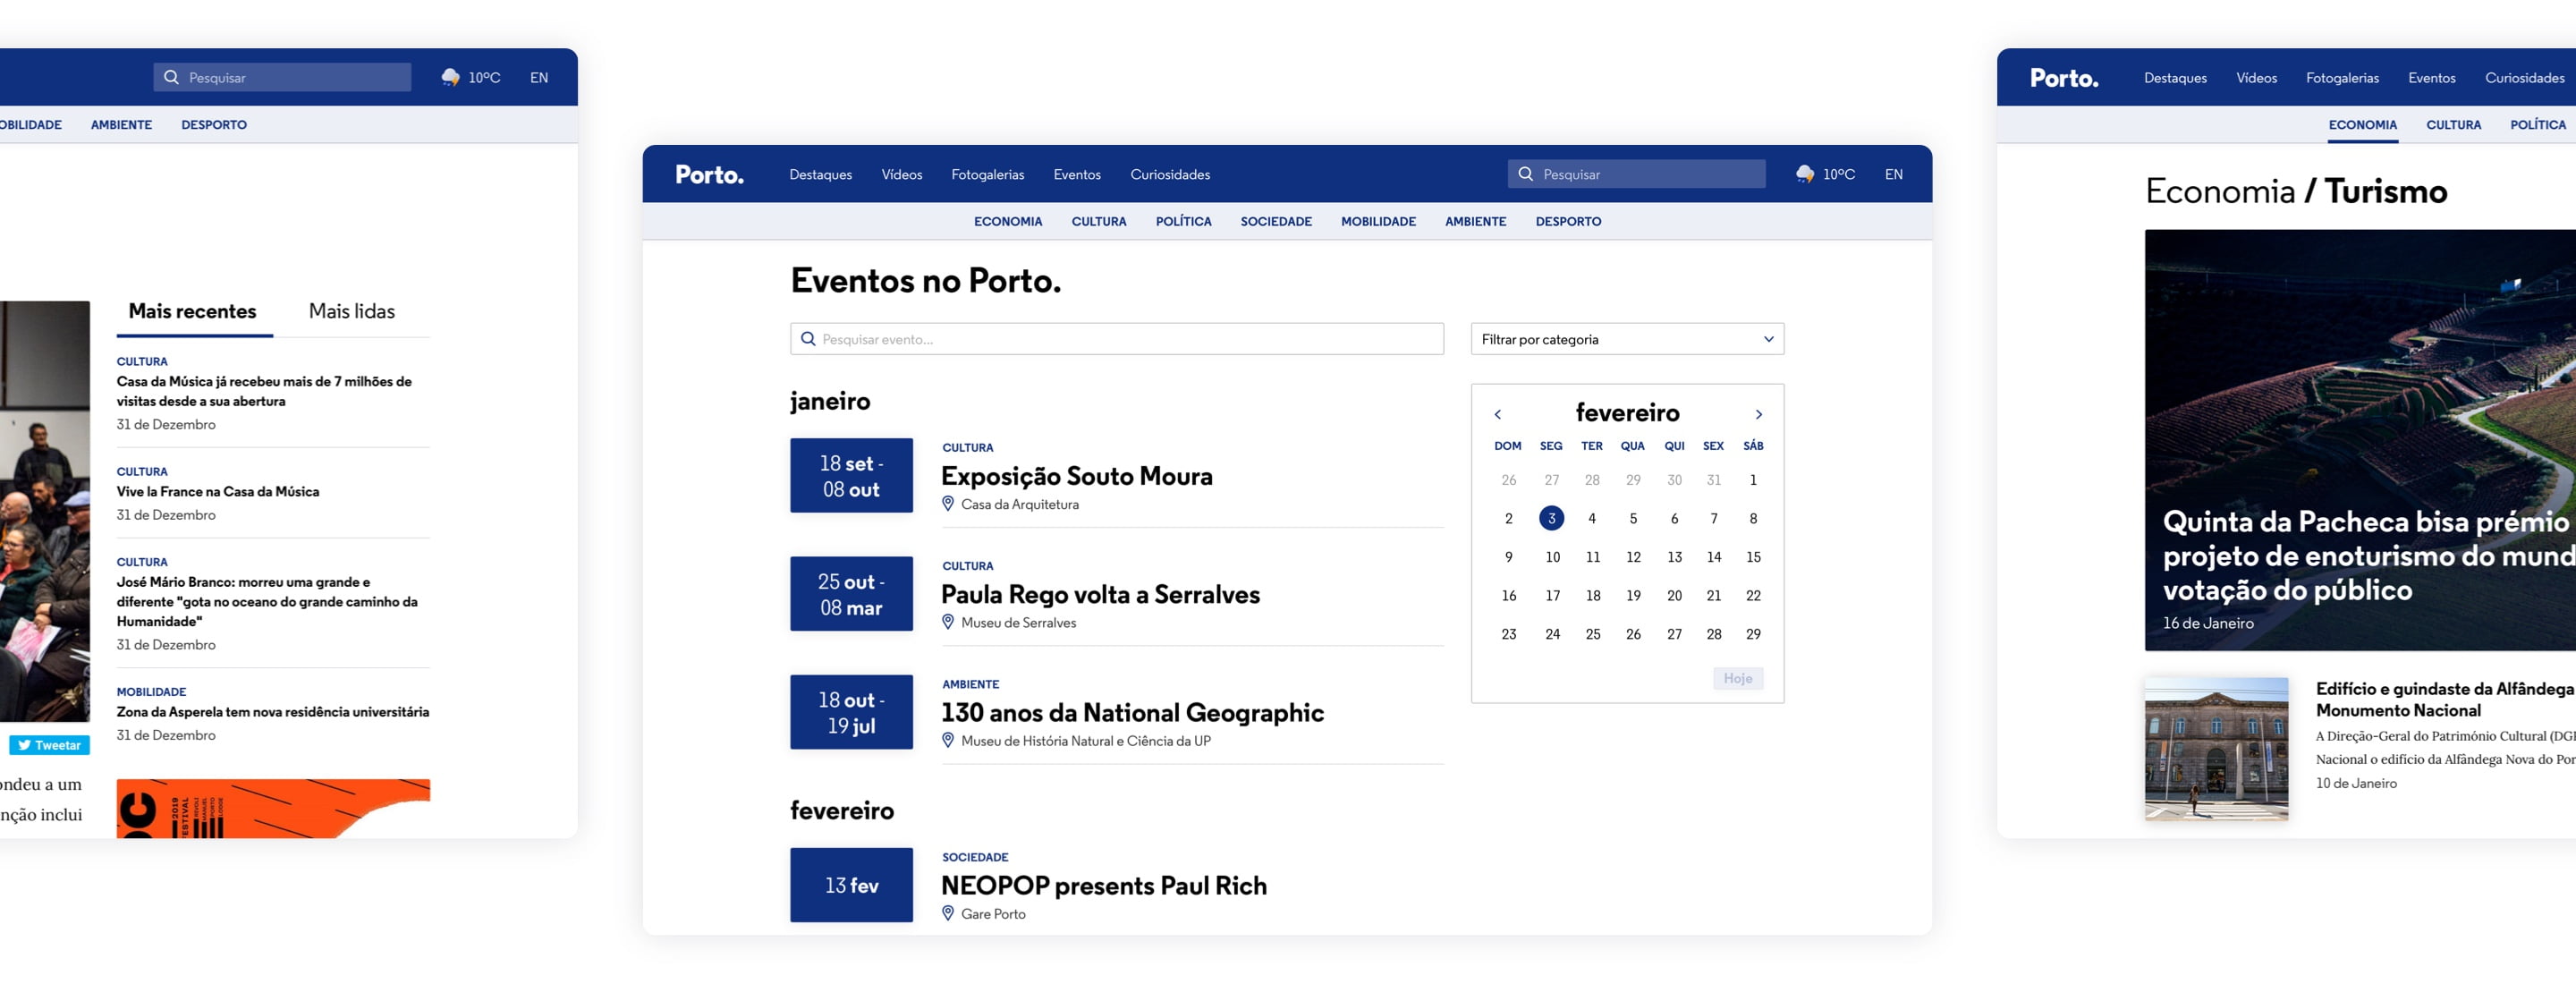 Pesquisar
10ºC
EN
AMBIENTE
DESPORTO
Mais recentes
Mais lidas
CULTURA
Casa da Música já recebeu mais de 7 milhões de
visitas desde a sua abertura
31 de Dezembro
CULTURA
Vive la France na Casa da Música
31 de Dezembro
CULTURA
José Mário Branco: morreu uma grande e
diferente "gota no oceano do grande caminho da
Humanidade"
31 de Dezembro
MOBILIDADE
Zona da Asperela tem nova residência universitária
31 de Dezembro
Tweetar
a um
inclui
2019
Porto.
Destaques
Vídeos
Fotogalerias
Eventos
Curiosidades
Pesquisar
10ºC
EN
ECONOMIA
CULTURA
POLÍTICA
SOCIEDADE
MOBILIDADE
AMBIENTE
DESPORTO
Eventos no Porto.
Pesquisar evento...
Filtrar por categoria
janeiro
18 set -
08 out
CULTURA
Exposição Souto Moura
Casa da Arquitetura
25 out -
08 mar
CULTURA
Paula Rego volta a Serralves
Museu de Serralves
18 out -
19 jul
AMBIENTE
130 anos da National Geographic
Museu de História Natural e Ciência da UP
fevereiro
13 fev
SOCIEDADE
NEOPOP presents Paul Rich
Gare Porto
fevereiro
DOM SEG TER QUA QUI SEX SÁB
26 27 28 29 30 31 1
2 3 4 5 6 7 8
9 10 11 12 13 14 15
16 17 18 19 20 21 22
23 24 25 26 27 28 29
Hoje
Porto.
Destaques
Vídeos
Fotogalerias
Eventos
Curiosidades
ECONOMIA
CULTURA
POLÍTICA
Economia / Turismo
Quinta da Pacheca bisa prémio
projeto de enoturismo do
votação do público
16 de Janeiro
Edifício e guindaste da Alfândega
Monumento Nacional
A Direção-Geral do Património Cultural
Nacional o edifício da Alfândega Nova do
10 de Janeiro